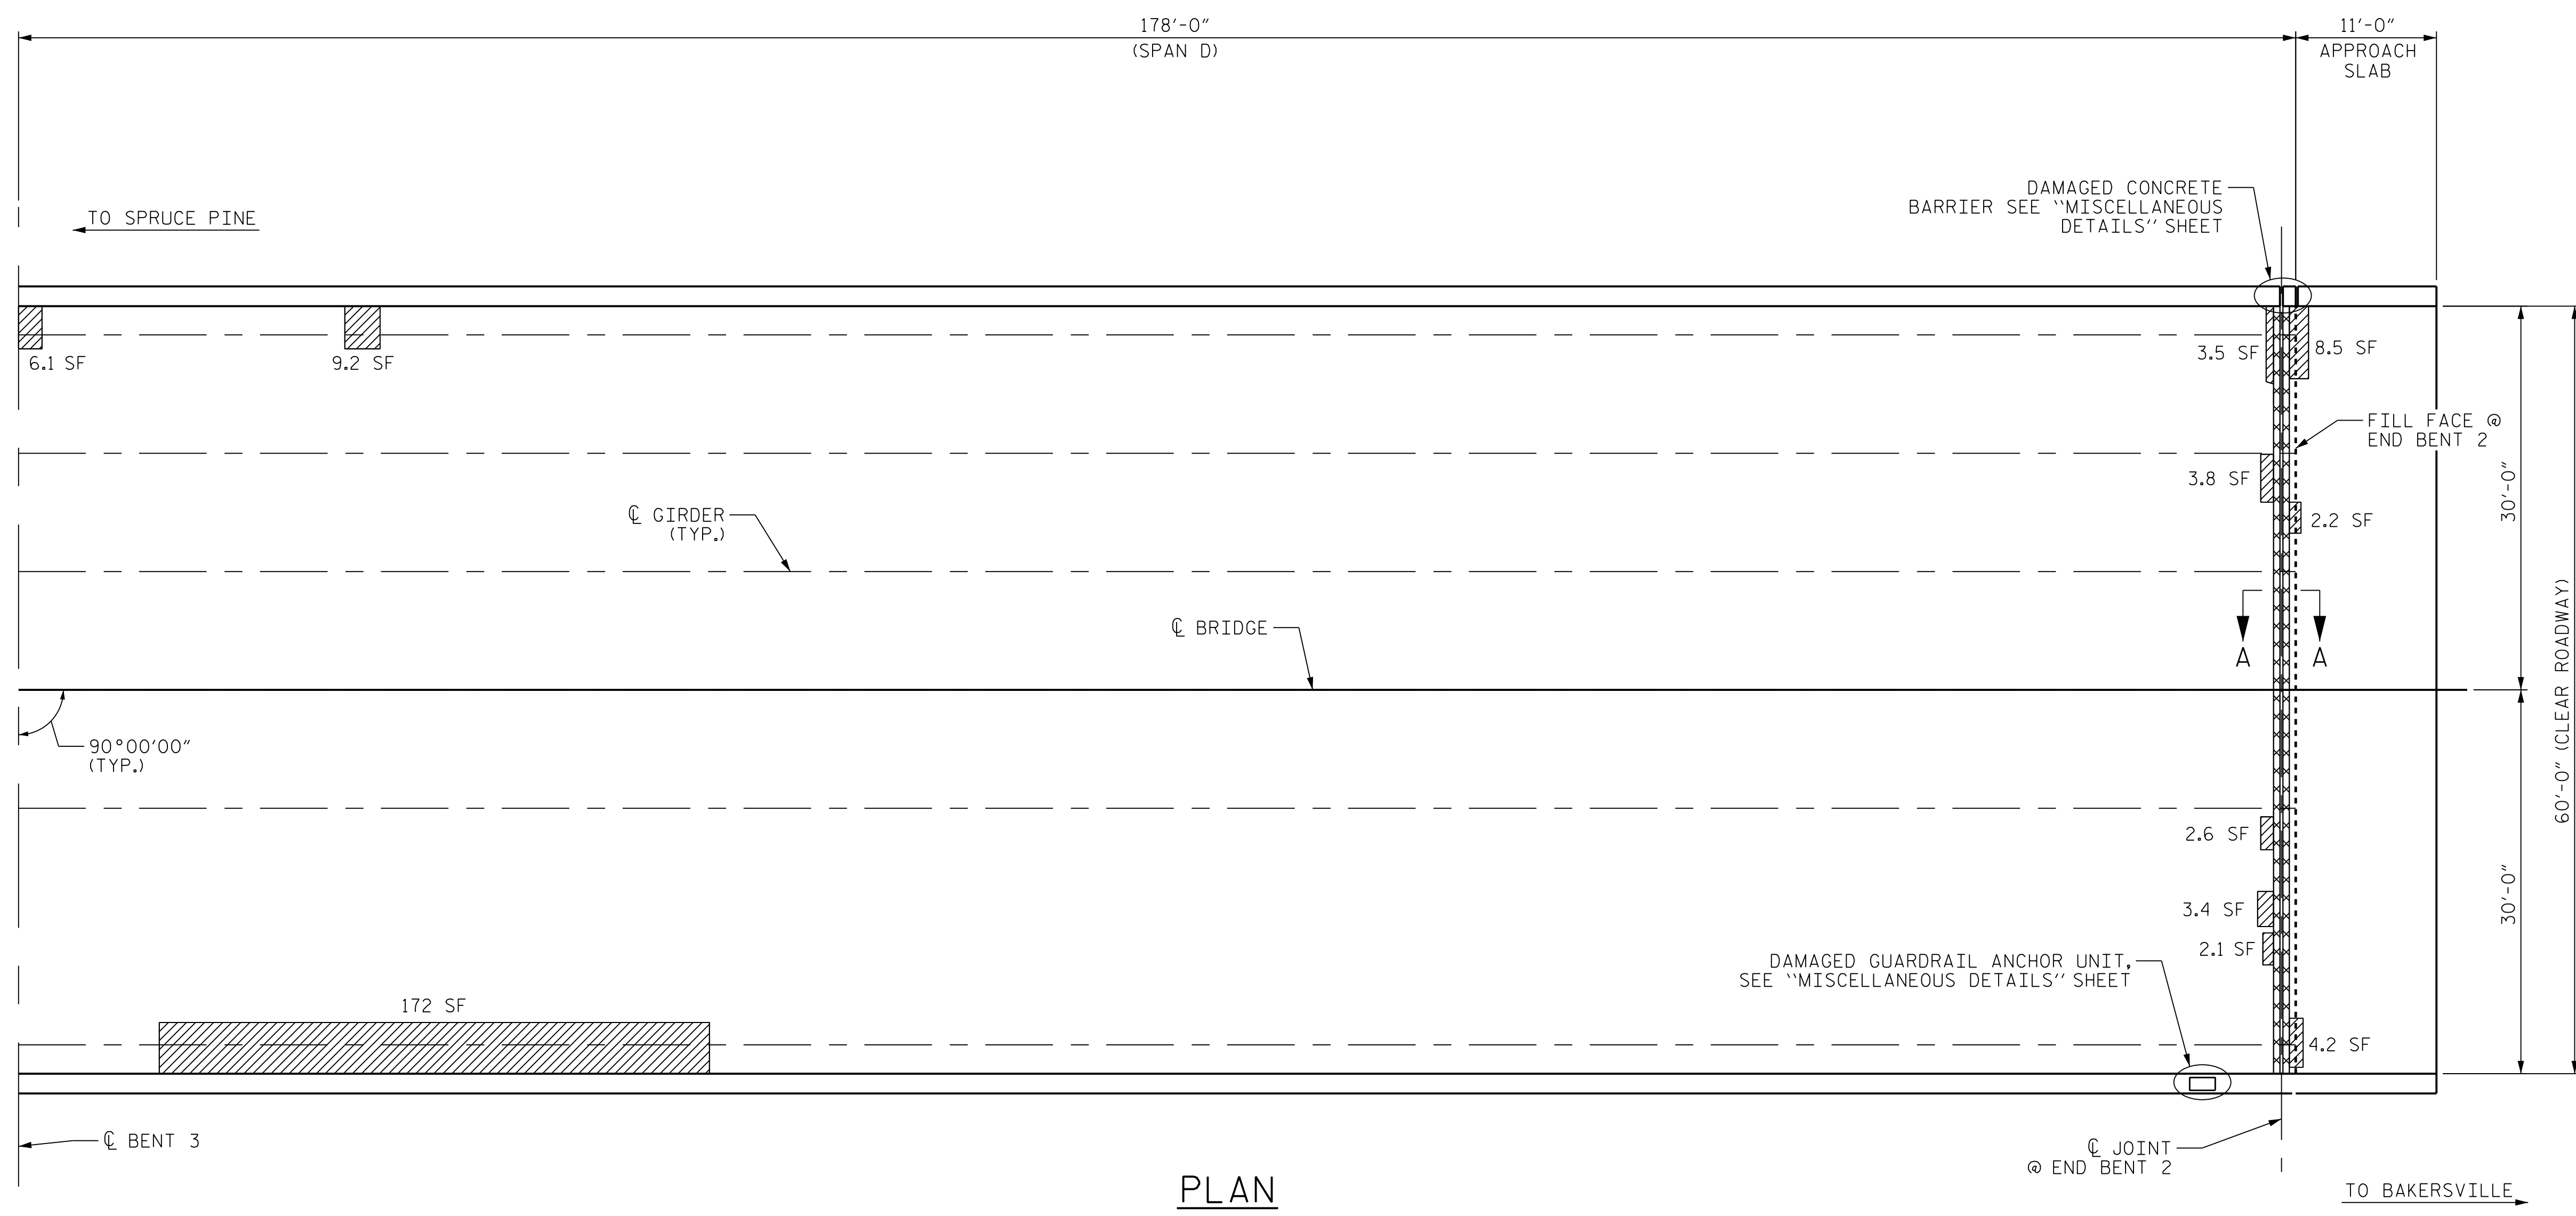 178'-0"
(SPAN D)
11'-0"
APPROACH
SLAB
DAMAGED CONCRETE
BARRIER SEE "MISCELLANEOUS
DETAILS" SHEET
TO SPRUCE PINE
6.1 SF
9.2 SF
3.5 SF
8.5 SF
FILL FACE @
END BENT 2
3.8 SF
2.2 SF
30'-0"
℄ GIRDER
(TYP.)
℄ BRIDGE
A
A
60'-0" (CLEAR ROADWAY)
90°00'00"
(TYP.)
2.6 SF
3.4 SF
2.1 SF
30'-0"
DAMAGED GUARDRAIL ANCHOR UNIT,
SEE "MISCELLANEOUS DETAILS" SHEET
172 SF
4.2 SF
℄ BENT 3
℄ JOINT
@ END BENT 2
PLAN
TO BAKERSVILLE